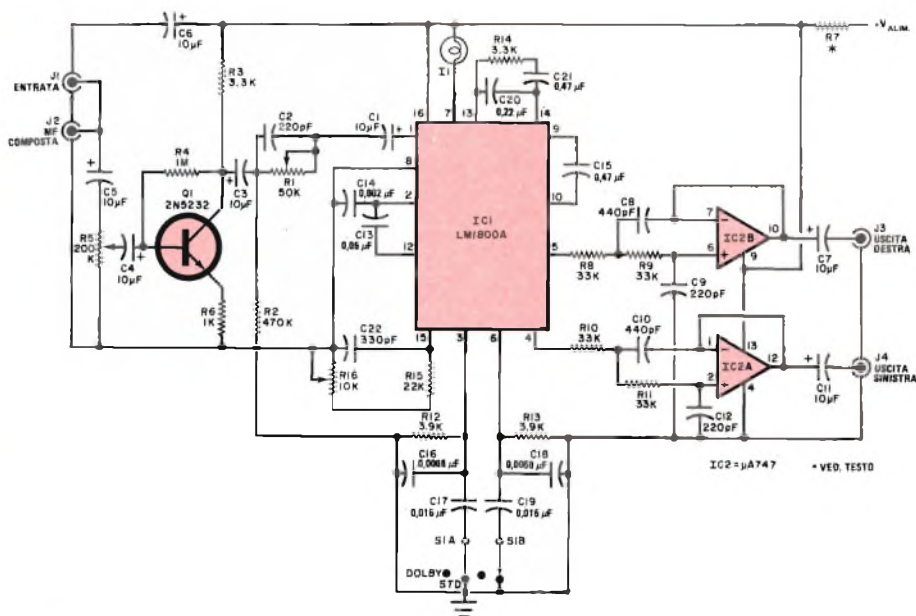 C6
10µF
J1
ENTRATA
J2
MF
COMPOSTA
R3
3.3K
C5
10µF
R4
1M
Q1
2N5232
C3
10µF
C2
220pF
R1
50K
C1
10µF
R5
200
K
C4
10µF
R6
1K
R2
470K
C14
0,002µF
C13
0,05µF
C22
330pF
R16
10K
R15
22K
I1
R14
3.3K
C21
0,47µF
C20
0,22µF
C15
0,47µF
16
7
13
14
1
8
2
12
9
10
5
15
3
6
4
IC1
LM1800A
R7
*
VALIM.
C8
440pF
R8
33K
R9
33K
C9
220pF
7
6
IC2B
10
9
C7
10µF
J3
USCITA
DESTRA
C10
440pF
R10
33K
R11
33K
C12
220pF
1
2
IC2A
13
12
4
C11
10µF
J4
USCITA
SINISTRA
R12
3.9K
R13
3.9K
C16
0,0068µF
C18
0,0068µF
C17
0,016µF
C19
0,016µF
S1A
S1B
DOLBY
STD
IC2=µA747
* VED. TESTO